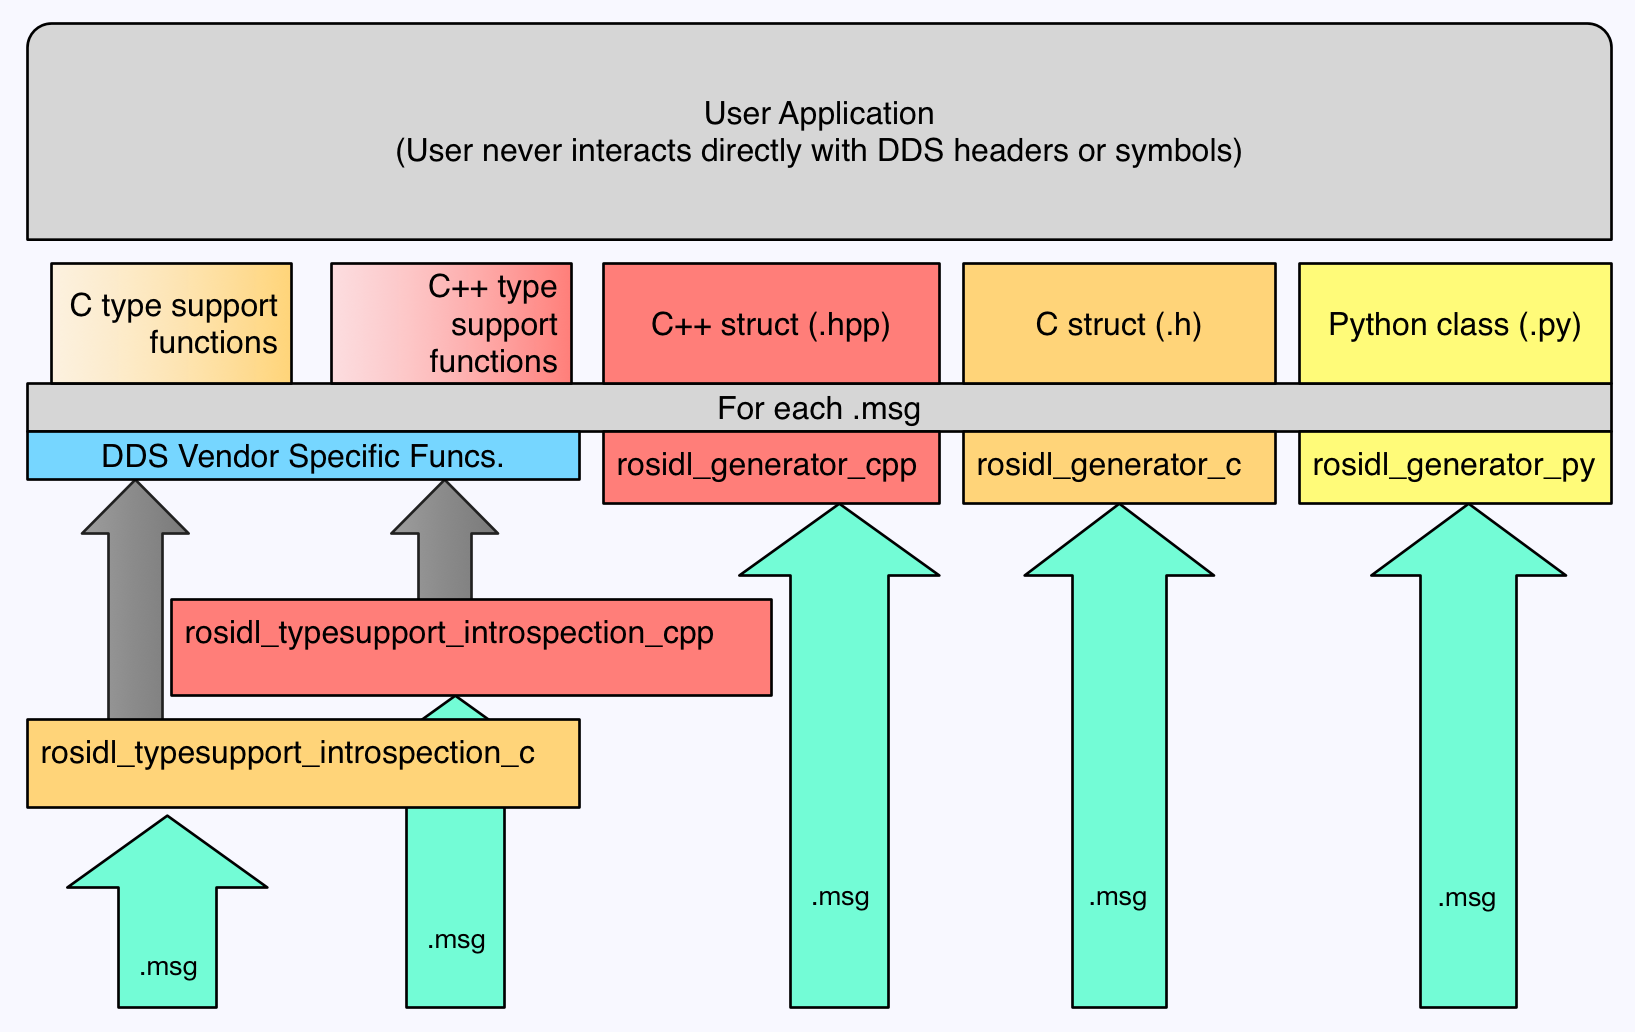 User Application
(User never interacts directly with DDS headers or symbols)
C type support
functions
C++ type
support
functions
C++ struct (.hpp)
C struct (.h)
Python class (.py)
For each .msg
DDS Vendor Specific Funcs.
rosidl_generator_cpp
rosidl_generator_c
rosidl_generator_py
rosidl_typesupport_introspection_cpp
rosidl_typesupport_introspection_c
.msg
.msg
.msg
.msg
.msg